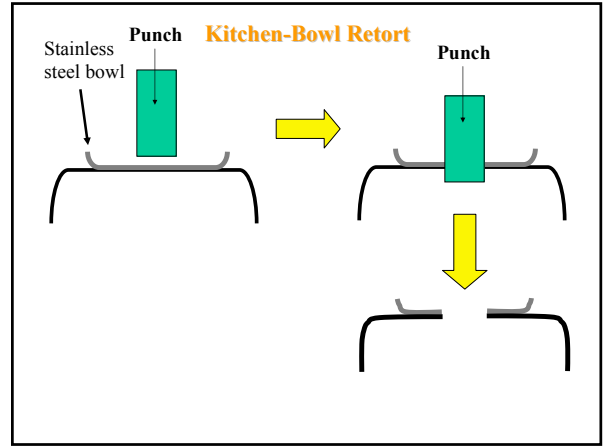 Kitchen-Bowl Retort
Stainless
steel bowl
Punch
Punch